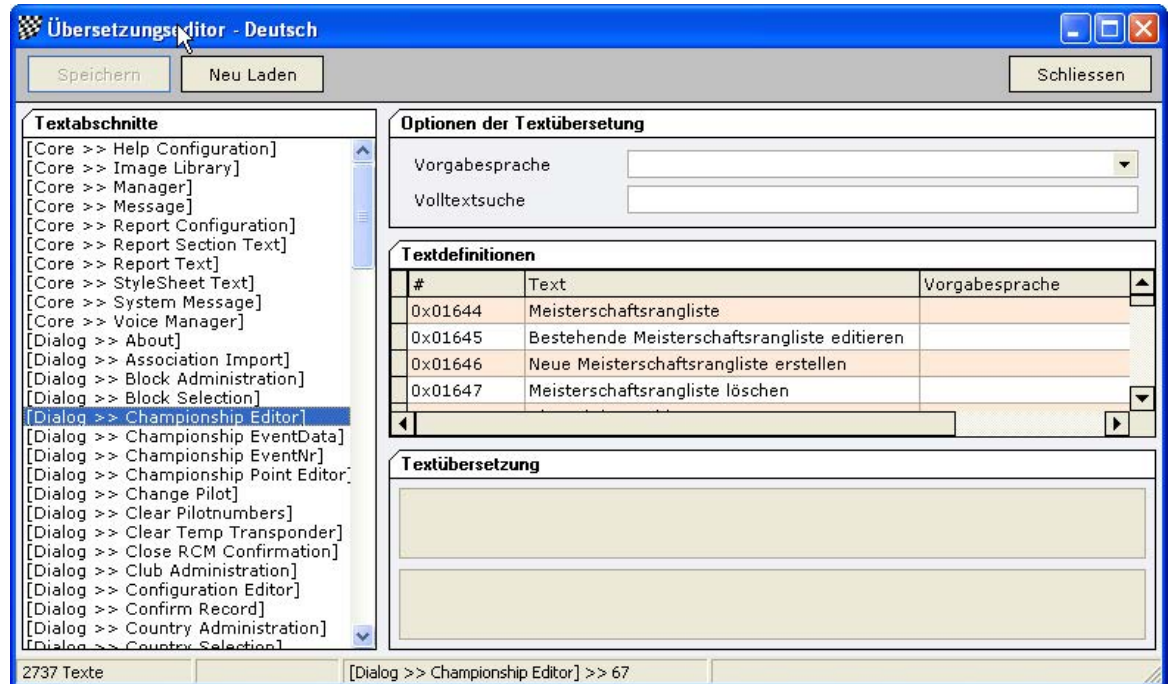 Übersetzungseditor - Deutsch
Speichern
Neu Laden
Schliessen
Textabschnitte
[Core >> Help Configuration]
[Core >> Image Library]
[Core >> Manager]
[Core >> Message]
[Core >> Report Configuration]
[Core >> Report Section Text]
[Core >> Report Text]
[Core >> StyleSheet Text]
[Core >> System Message]
[Core >> Voice Manager]
[Dialog >> About]
[Dialog >> Association Import]
[Dialog >> Block Administration]
[Dialog >> Block Selection]
[Dialog >> Championship Editor]
[Dialog >> Championship EventData]
[Dialog >> Championship EventNr]
[Dialog >> Championship Point Editor]
[Dialog >> Change Pilot]
[Dialog >> Clear Pilotnumbers]
[Dialog >> Clear Temp Transponder]
[Dialog >> Close RCM Confirmation]
[Dialog >> Club Administration]
[Dialog >> Configuration Editor]
[Dialog >> Confirm Record]
[Dialog >> Country Administration]
[Dialog >> Country Selection]
Optionen der Textübersetung
Vorgabesprache
Volltextsuche
Textdefinitionen
# Text Vorgabesprache
0x01644 Meisterschaftsrangliste
0x01645 Bestehende Meisterschaftsrangliste editieren
0x01646 Neue Meisterschaftsrangliste erstellen
0x01647 Meisterschaftsrangliste löschen
Textübersetzung
2737 Texte
[Dialog >> Championship Editor] >> 67